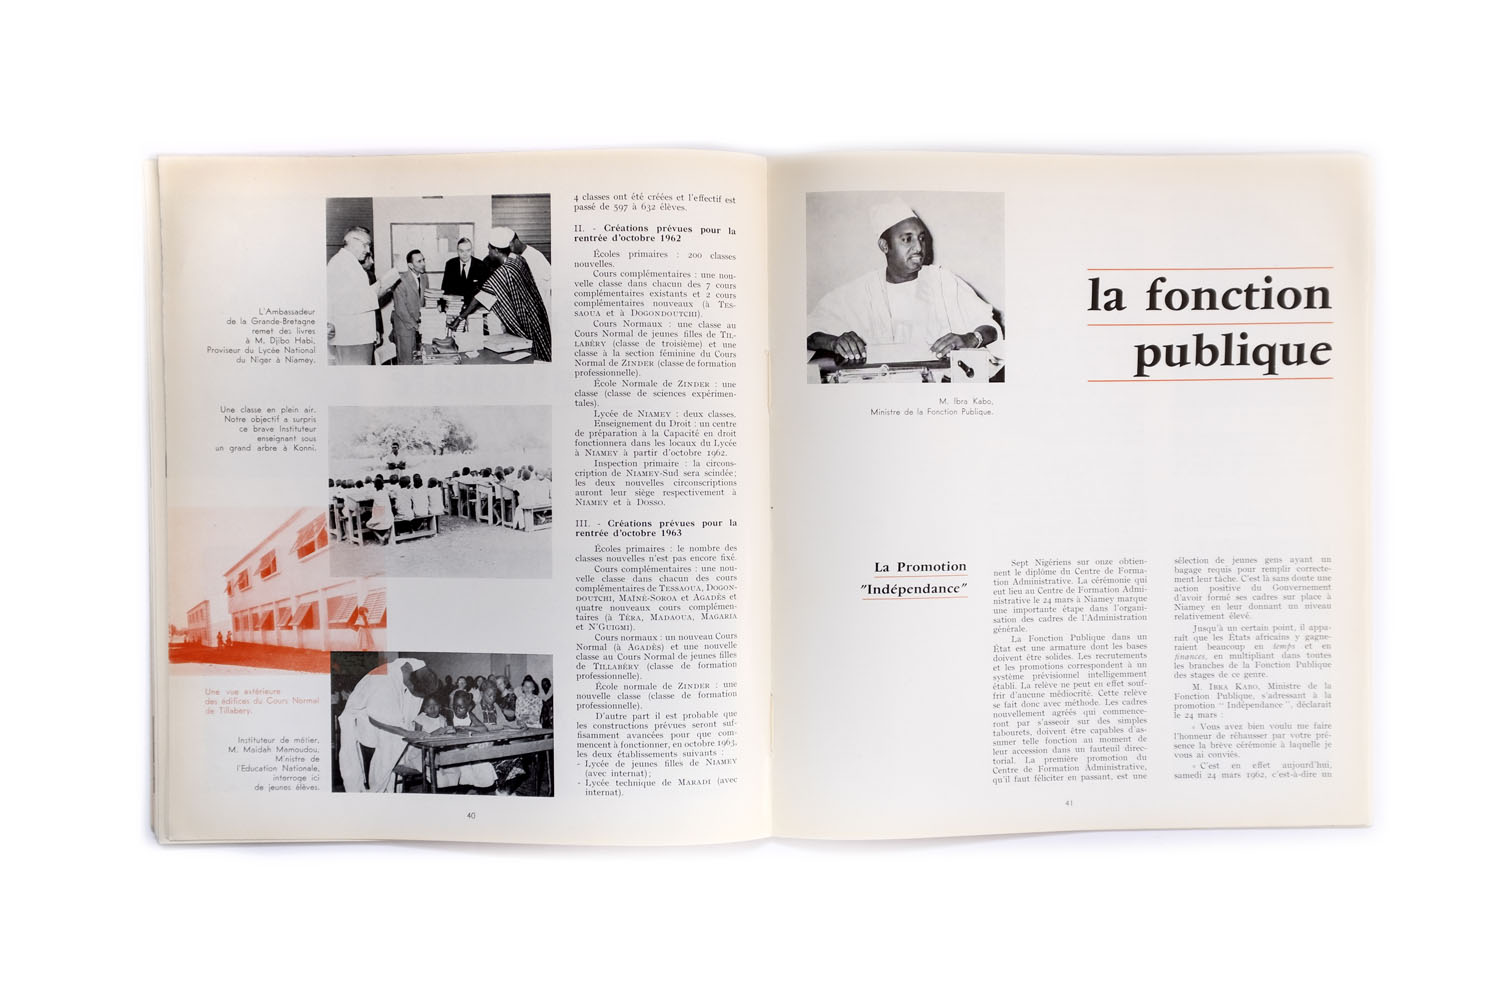 L'Ambassadeur
de la Grande-Bretagne
remet des livres
à M. Djibo Habi,
Proviseur du Lycée National
du Niger à Niamey.
Une classe en plein air.
Notre objectif a surpris
ce brave Instituteur
enseignant sous
un grand arbre à Konni.
Une vue extérieure
des édifices du Cours Normal
de Tillabery.
Instituteur de métier,
M. Maidah Mamoudou,
Ministre de
l'Education Nationale,
interroge ici
de jeunes élèves.
4 classes ont été créées et l'effectif est
passé de 597 à 632 élèves.
II. - Créations prévues pour la
rentrée d'octobre 1962
Écoles primaires : 200 classes
nouvelles.
Cours complémentaires : une nou-
velle classe dans chacun des 7 cours
complémentaires existants et 2 cours
complémentaires nouveaux (à TES-
SAOUA et à DOGONDOUTCHI).
Cours Normaux : une classe au
Cours Normal de jeunes filles de TIL-
LABÉRY (classe de troisième) et une
classe à la section féminine du Cours
Normal de ZINDER (classe de formation
professionnelle).
École Normale de ZINDER : une
classe (classe de sciences expérimen-
tales).
Lycée de NIAMEY : deux classes.
Enseignement du Droit : un centre
de préparation à la Capacité en droit
fonctionnera dans les locaux du Lycée
à NIAMEY à partir d'octobre 1962.
Inspection primaire : la circons-
cription de NIAMEY-Sud sera scindée;
les deux nouvelles circonscriptions
auront leur siège respectivement à
NIAMEY et à DOSSO.
III. - Créations prévues pour la
rentrée d'octobre 1963
Écoles primaires : le nombre des
classes nouvelles n'est pas encore fixé.
Cours complémentaires : une nou-
velle classe dans chacun des cours
complémentaires de TESSAOUA, DOGON-
DOUTCHI, MAÏNÉ-SOROA et AGADÈS et
quatre nouveaux cours complémen-
taires (à TÉRA, MADAOUA, MAGARIA
et N'GUIGMI).
Cours normaux : un nouveau Cours
Normal (à AGADÈS) et une nouvelle
classe au Cours Normal de jeunes filles
de TILLABÉRY (classe de formation
professionnelle).
École normale de ZINDER : une
nouvelle classe (classe de formation
professionnelle).
D'autre part il est probable que
les constructions prévues seront suf-
fisamment avancées pour que com-
mencent à fonctionner, en octobre 1963,
les deux établissements suivants :
- Lycée de jeunes filles de NIAMEY
(avec internat);
- Lycée technique de MARADI (avec
internat).
40
M. Ibra Kabo,
Ministre de la Fonction Publique.
la fonction
publique
La Promotion
"Indépendance"
Sept Nigériens sur onze obtien-
nent le diplôme du Centre de Forma-
tion Administrative. La cérémonie qui
eut lieu au Centre de Formation Admi-
nistrative le 24 mars à Niamey marque
une importante étape dans l'organi-
sation des cadres de l'Administration
générale.
La Fonction Publique dans un
État est une armature dont les bases
doivent être solides. Les recrutements
et les promotions correspondent à un
système prévisionnel intelligemment
établi. La relève ne peut en effet souf-
frir d'aucune médiocrité. Cette relève
se fait donc avec méthode. Les cadres
nouvellement agréés qui commence-
ront par s'asseoir sur des simples
tabourets, doivent être capables d'as-
sumer telle fonction au moment de
leur accession dans un fauteuil direc-
torial. La première promotion du
Centre de Formation Administrative,
qu'il faut féliciter en passant, est une
sélection de jeunes gens ayant un
bagage requis pour remplir correcte-
ment leur tâche. C'est là sans doute une
action positive du Gouvernement
d'avoir formé ses cadres sur place à
Niamey en leur donnant un niveau
relativement élevé.
Jusqu'à un certain point, il appa-
raît que les États africains y gagne-
raient beaucoup en temps et en
finances, en multipliant dans toutes
les branches de la Fonction Publique
des stages de ce genre.
M. IBRA KABO, Ministre de la
Fonction Publique, s'adressant à la
promotion " Indépendance ", déclarait
le 24 mars :
« Vous avez bien voulu me faire
l'honneur de réhausser par votre pré-
sence la brève cérémonie à laquelle je
vous ai conviés.
« C'est en effet aujourd'hui,
samedi 24 mars 1962, c'est-à-dire un
41